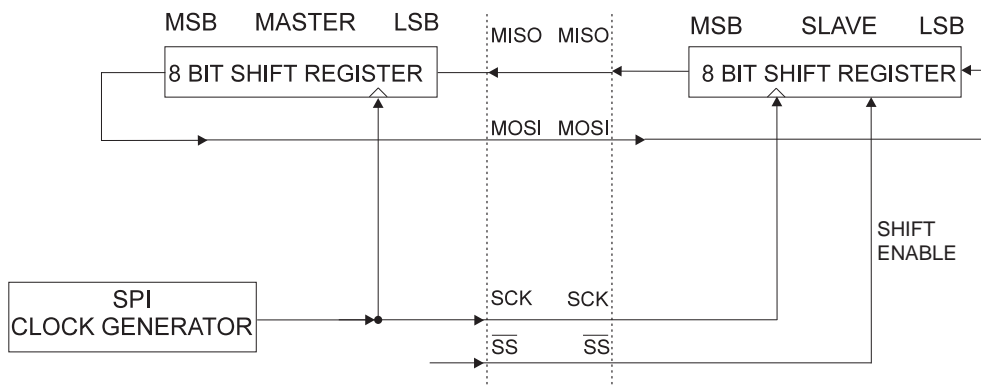 MSB MASTER LSB
MSB SLAVE LSB
MISO MISO
8 BIT SHIFT REGISTER
8 BIT SHIFT REGISTER
MOSI MOSI
SHIFT
ENABLE
SPI
CLOCK GENERATOR
SCK SCK
SS SS